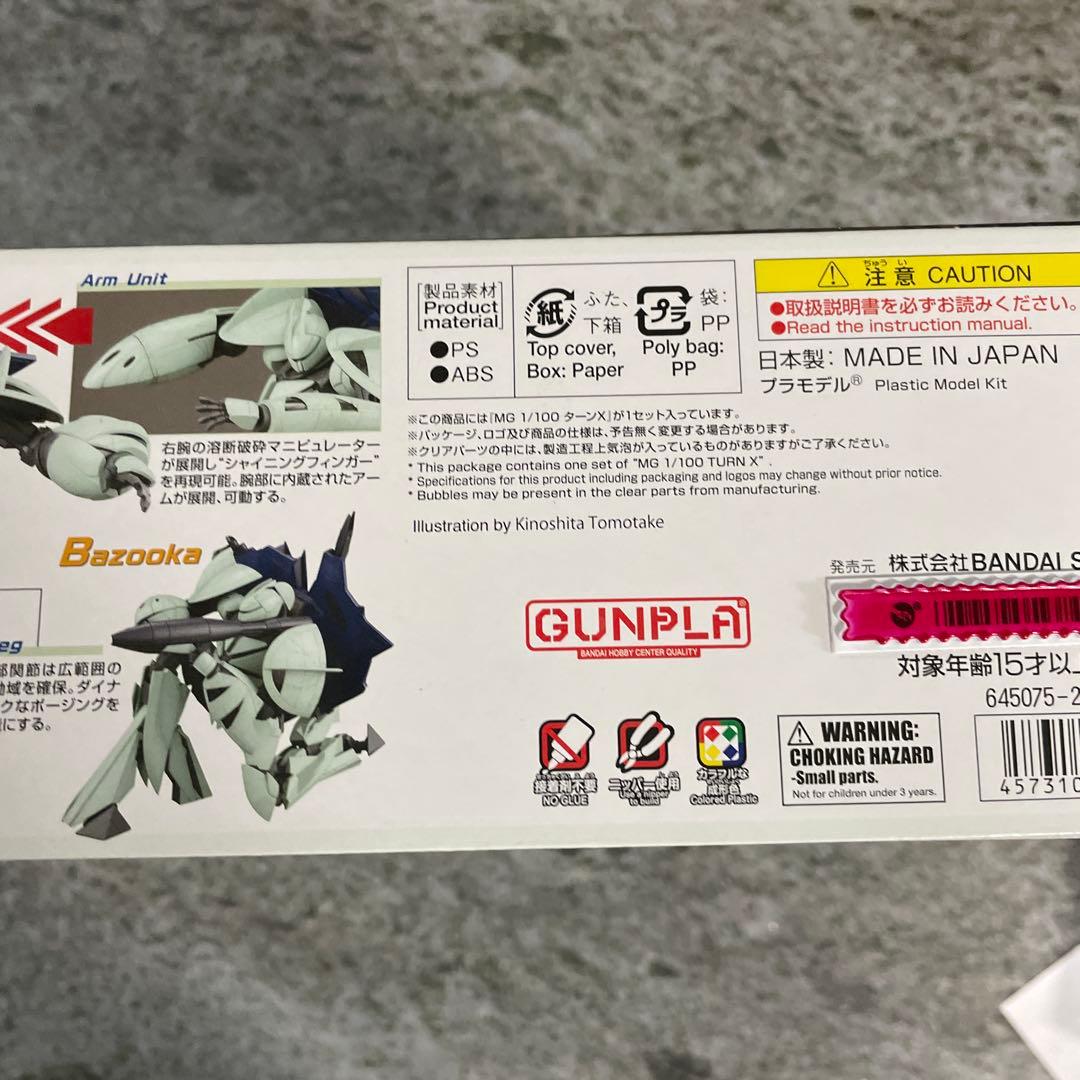 Arm Unit
右腕の溶断破砕マニピュレーター
が展開し"シャイニングフィンガー"
を再現可能。腕部に内蔵されたアー
ムが展開、可動する。
Bazooka
eg
部関節は広範囲の
動域を確保。ダイナ
クなポージングを
にする。
[製品素材
Product
material]
●PS
●ABS
紙
ふた、
下箱
Top cover,
Box: Paper
プラ
袋:
PP
Poly bag:
PP
ちゅう い
注意 CAUTION
●取扱説明書を必ずお読みください。
●Read the instruction manual.
日本製: MADE IN JAPAN
プラモデル® Plastic Model Kit
※この商品には『MG 1/100 ターンX』が1セット入っています。
※パッケージ、ロゴ及び商品の仕様は、予告無く変更する場合があります。
※クリアパーツの中には、製造工程上気泡が入っているものがありますがご了承ください。
* This package contains one set of "MG 1/100 TURN X" .
* Specifications for this product including packaging and logos may change without prior notice.
* Bubbles may be present in the clear parts from manufacturing.
Illustration by Kinoshita Tomotake
発売元 株式会社BANDAI S
GUNPLA®
BANDAI HOBBY CENTER QUALITY
対象年齢15才以上
645075-2
接着剤不要
NO GLUE
ニッパー使用
Use a nipper
to build
カラフルな
成形色
Colored Plastic
WARNING:
CHOKING HAZARD
-Small parts.
Not for children under 3 years.
457310